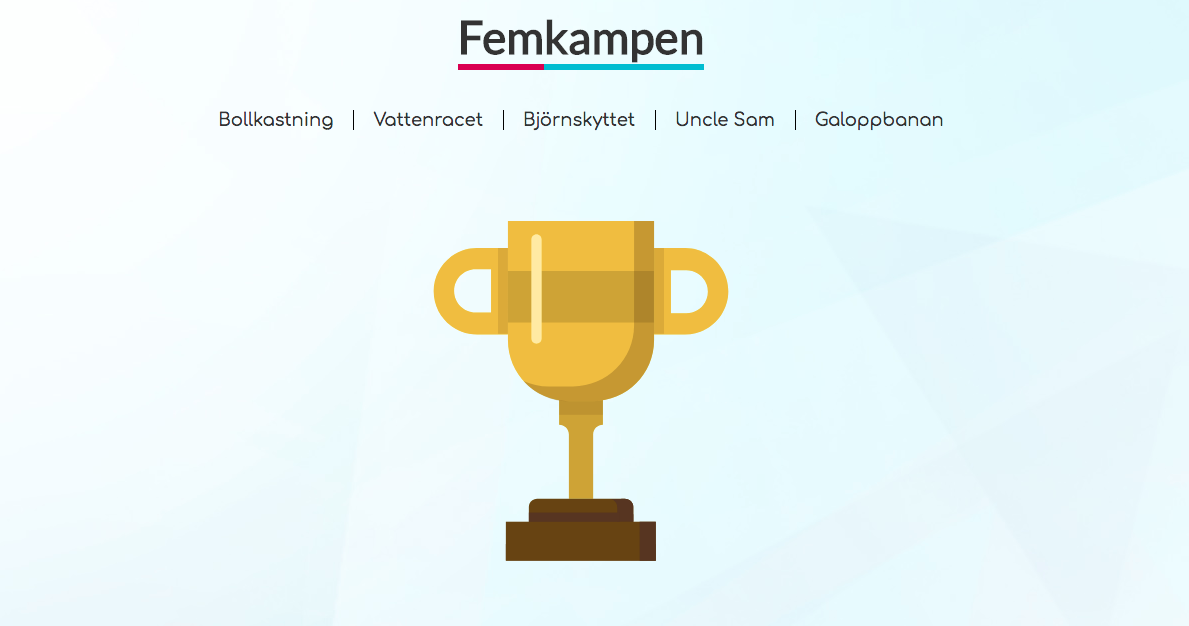 Femkampen
Bollkastning | Vattenracet | Björnskyttet | Uncle Sam | Galoppbanan